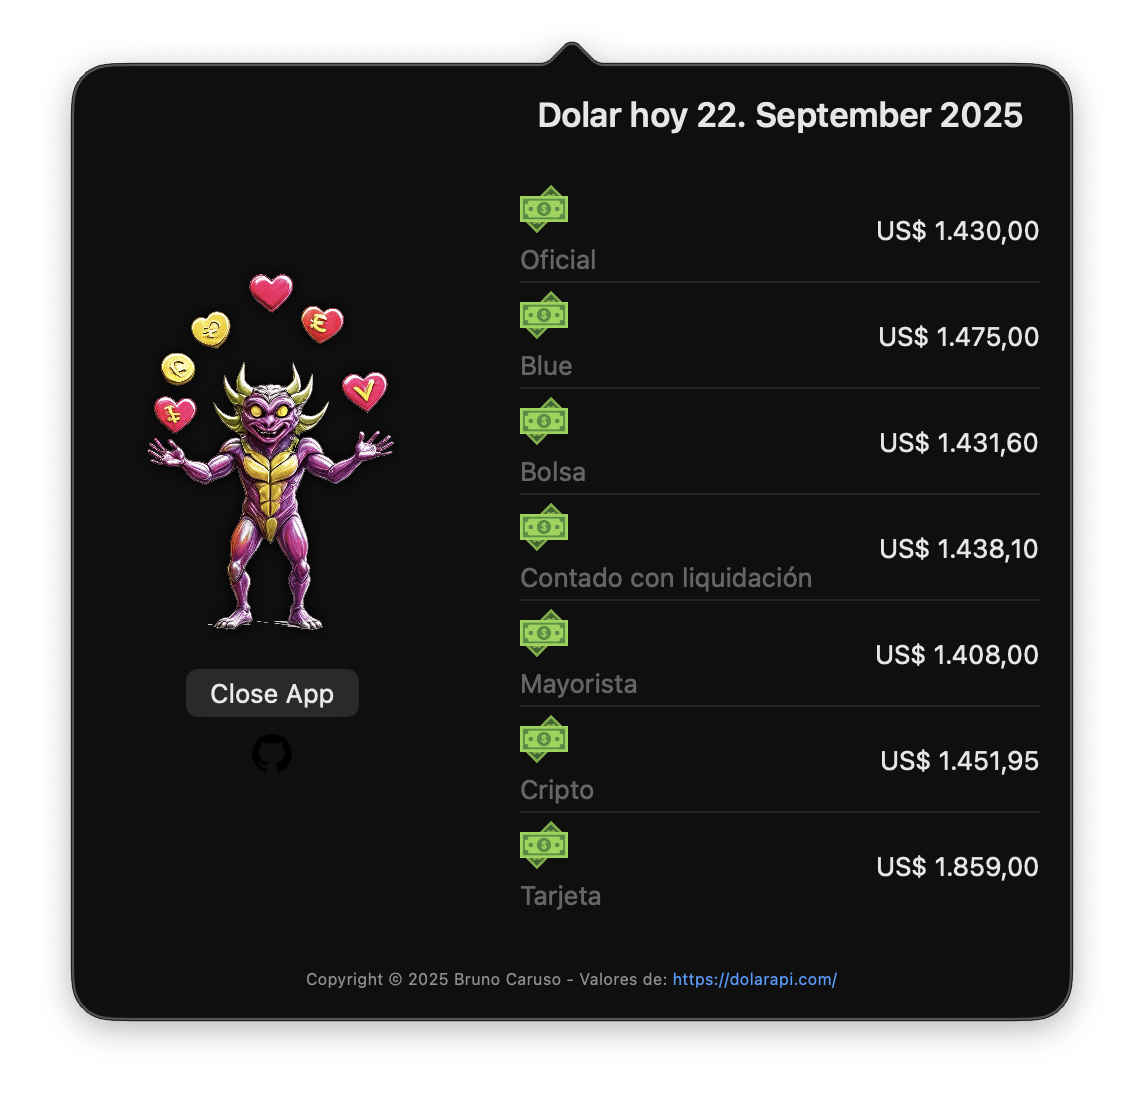 Dolar hoy 22. September 2025
US$ 1.430,00
Oficial
US$ 1.475,00
Blue
US$ 1.431,60
Bolsa
US$ 1.438,10
Contado con liquidación
US$ 1.408,00
Mayorista
US$ 1.451,95
Cripto
US$ 1.859,00
Tarjeta
Close App
Copyright © 2025 Bruno Caruso - Valores de: https://dolarapi.com/